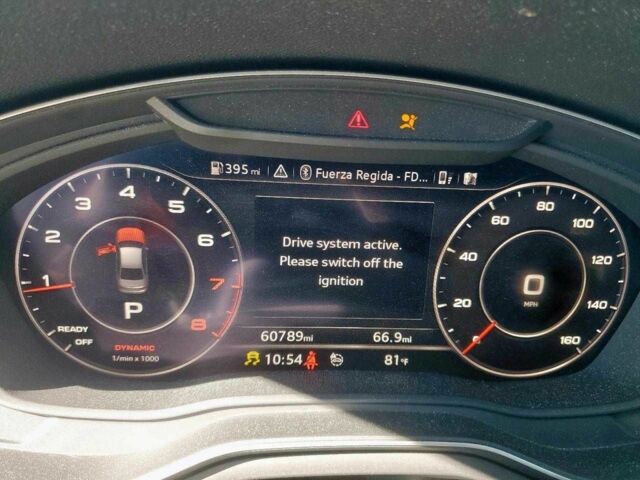 395 mi Fuerza Regida - FD...
Drive system active.
Please switch off the
ignition
1 2 3 4 5 6 7 8
READY
OFF
P
DYNAMIC
1/min x 1000
0 20 40 60 80 100 120 140 160
0
MPH
60789mi 66.9mi
10:54 81°F